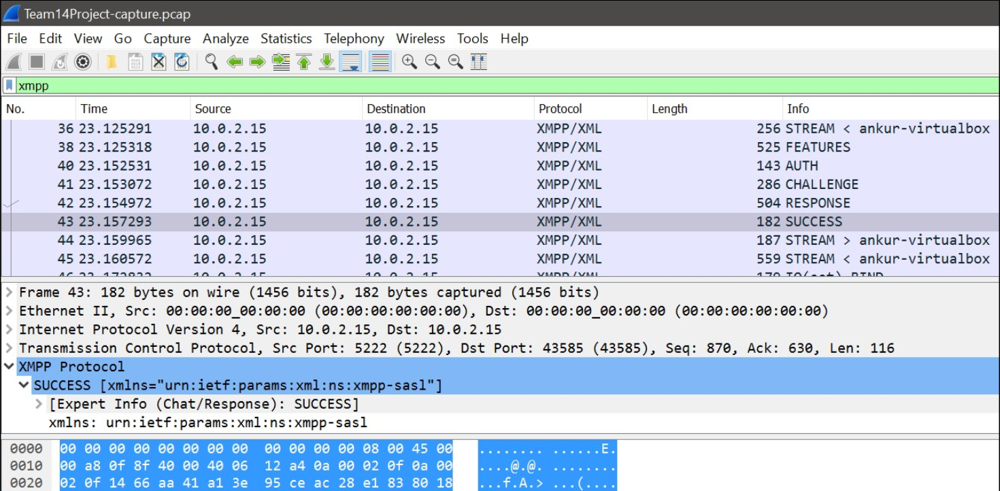 Team14Project-capture.pcap
File Edit View Go Capture Analyze Statistics Telephony Wireless Tools Help
xmpp
No. Time Source Destination Protocol Length Info
36 23.125291 10.0.2.15 10.0.2.15 XMPP/XML 256 STREAM < ankur-virtualbox
38 23.125318 10.0.2.15 10.0.2.15 XMPP/XML 525 FEATURES
40 23.152531 10.0.2.15 10.0.2.15 XMPP/XML 143 AUTH
41 23.153072 10.0.2.15 10.0.2.15 XMPP/XML 286 CHALLENGE
42 23.154972 10.0.2.15 10.0.2.15 XMPP/XML 504 RESPONSE
43 23.157293 10.0.2.15 10.0.2.15 XMPP/XML 182 SUCCESS
44 23.159965 10.0.2.15 10.0.2.15 XMPP/XML 187 STREAM > ankur-virtualbox
45 23.160572 10.0.2.15 10.0.2.15 XMPP/XML 559 STREAM < ankur-virtualbox
Frame 43: 182 bytes on wire (1456 bits), 182 bytes captured (1456 bits)
Ethernet II, Src: 00:00:00_00:00:00 (00:00:00:00:00:00), Dst: 00:00:00_00:00:00 (00:00:00:00:00:00)
Internet Protocol Version 4, Src: 10.0.2.15, Dst: 10.0.2.15
Transmission Control Protocol, Src Port: 5222 (5222), Dst Port: 43585 (43585), Seq: 870, Ack: 630, Len: 116
XMPP Protocol
SUCCESS [xmlns="urn:ietf:params:xml:ns:xmpp-sasl"]
[Expert Info (Chat/Response): SUCCESS]
xmlns: urn:ietf:params:xml:ns:xmpp-sasl
0000 00 00 00 00 00 00 00 00 00 00 00 00 08 00 45 00 ........ ......E.
0010 00 a8 0f 8f 40 00 40 06 12 a4 0a 00 02 0f 0a 00 ....@.@. ........
0020 02 0f 14 66 aa 41 a1 3e 95 ce ac 28 e1 83 80 18 ...f.A.> ...(....